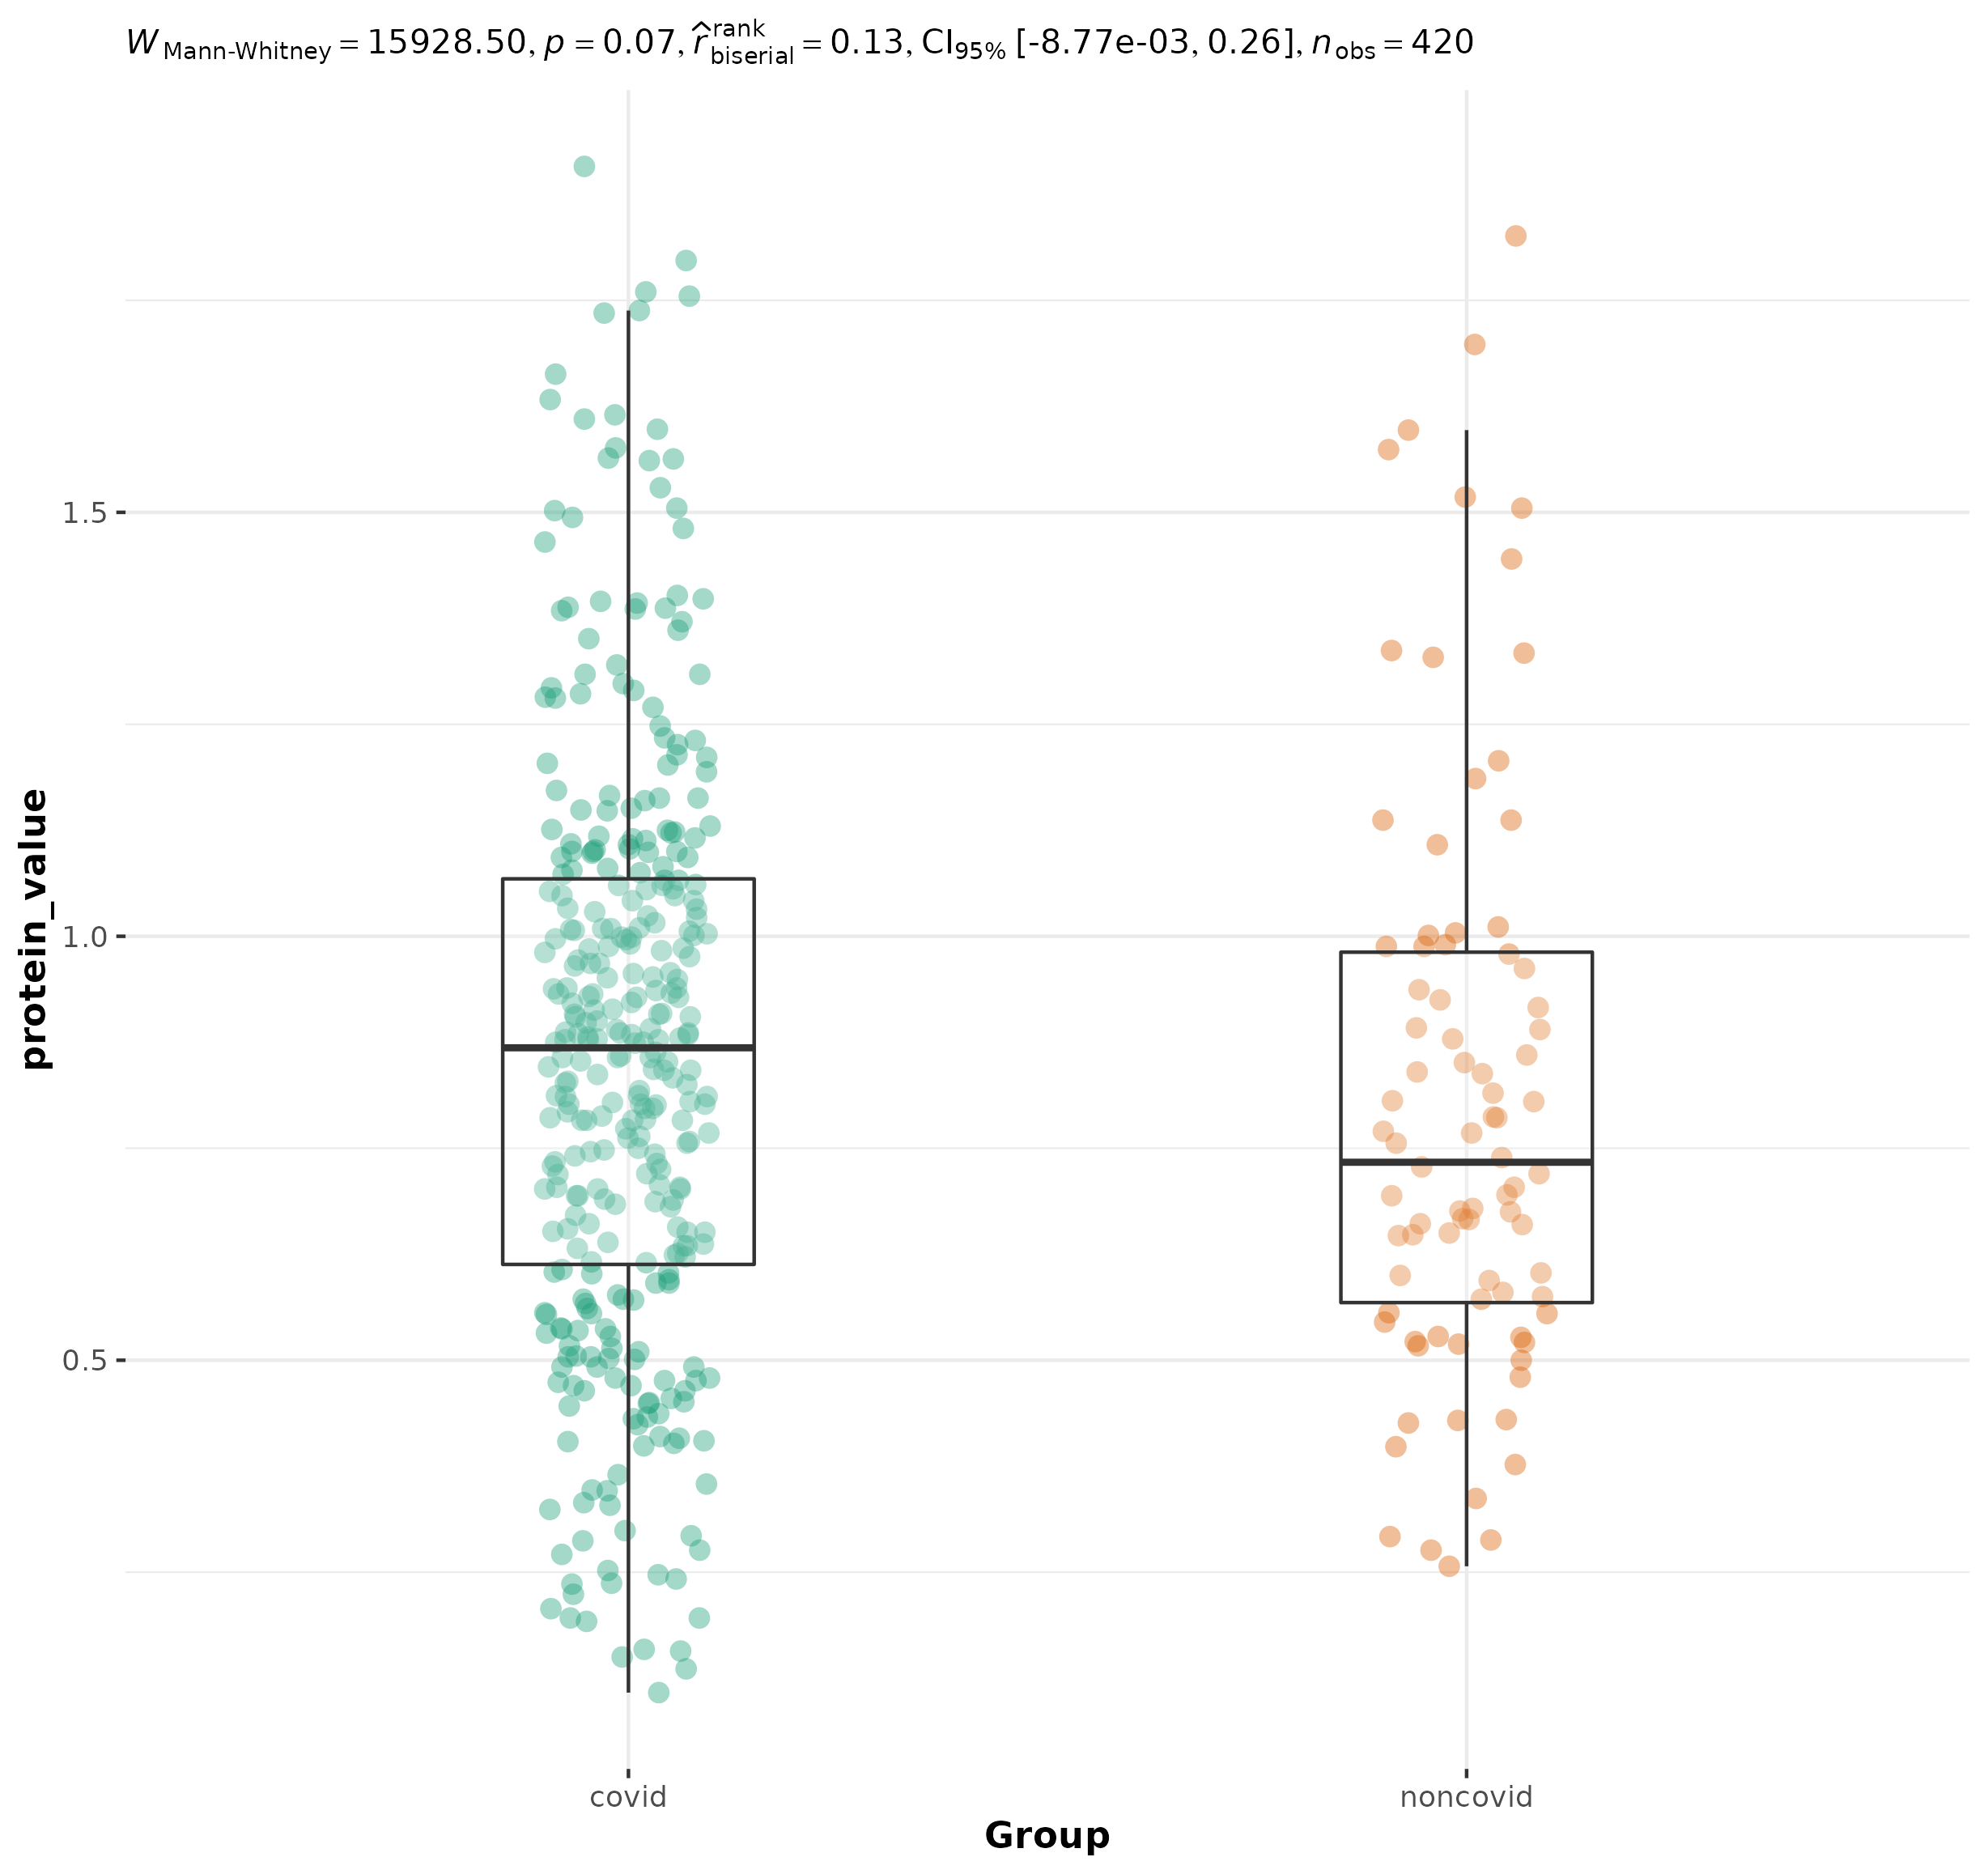 W Mann-Whitney = 15928.50, p = 0.07, r̂ rank biserial = 0.13, CI95% [-8.77e-03, 0.26], nobs = 420
protein_value
1.5
1.0
0.5
covid noncovid
Group